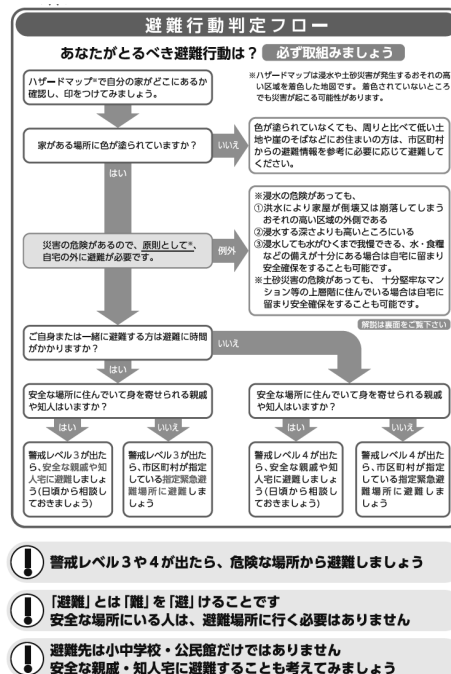 避難行動判定フロー
あなたがとるべき避難行動は? 必ず取組みましょう
ハザードマップ※で自分の家がどこにあるか
確認し、印をつけてみましょう。
※ハザードマップは浸水や土砂災害が発生するおそれの高
い区域を着色した地図です。着色されていないところ
でも災害が起こる可能性があります。
家がある場所に色が塗られていますか?
いいえ
色が塗られていなくても、周りと比べて低い土
地や崖のそばなどにお住まいの方は、市区町村
からの避難情報を参考に必要に応じて避難して
ください。
はい
災害の危険があるので、原則として※、
自宅の外に避難が必要です。
例外
※浸水の危険があっても、
①洪水により家屋が倒壊又は崩落してしまう
おそれの高い区域の外側である
②浸水する深さよりも高いところにいる
③浸水しても水がひくまで我慢できる、水・食糧
などの備えが十分にある場合は自宅に留まり
安全確保をすることも可能です。
※土砂災害の危険があっても、十分堅牢なマン
ション等の上層階に住んでいる場合は自宅に
留まり安全確保をすることも可能です。
解説は裏面をご覧下さい
ご自身または一緒に避難する方は避難に時間
がかりますか?
いいえ
はい
安全な場所に住んでいて身を寄せられる親戚
や知人はいますか?
安全な場所に住んでいて身を寄せられる親戚
や知人はいますか?
はい
いいえ
はい
いいえ
警戒レベル3が出た
ら、安全な親戚や知
人宅に避難しましょ
う(日頃から相談し
ておきましょう)
警戒レベル3が出た
ら、市区町村が指定
している指定緊急避
難場所に避難しま
しょう
警戒レベル4が出た
ら、安全な親戚や知
人宅に避難しましょ
う(日頃から相談し
ておきましょう)
警戒レベル4が出た
ら、市区町村が指定
している指定緊急避
難場所に避難しま
しょう
警戒レベル3や4が出たら、危険な場所から避難しましょう
「避難」とは「難」を「避」けることです
安全な場所にいる人は、避難場所に行く必要はありません
避難先は小中学校・公民館だけではありません
安全な親戚・知人宅に避難することも考えてみましょう